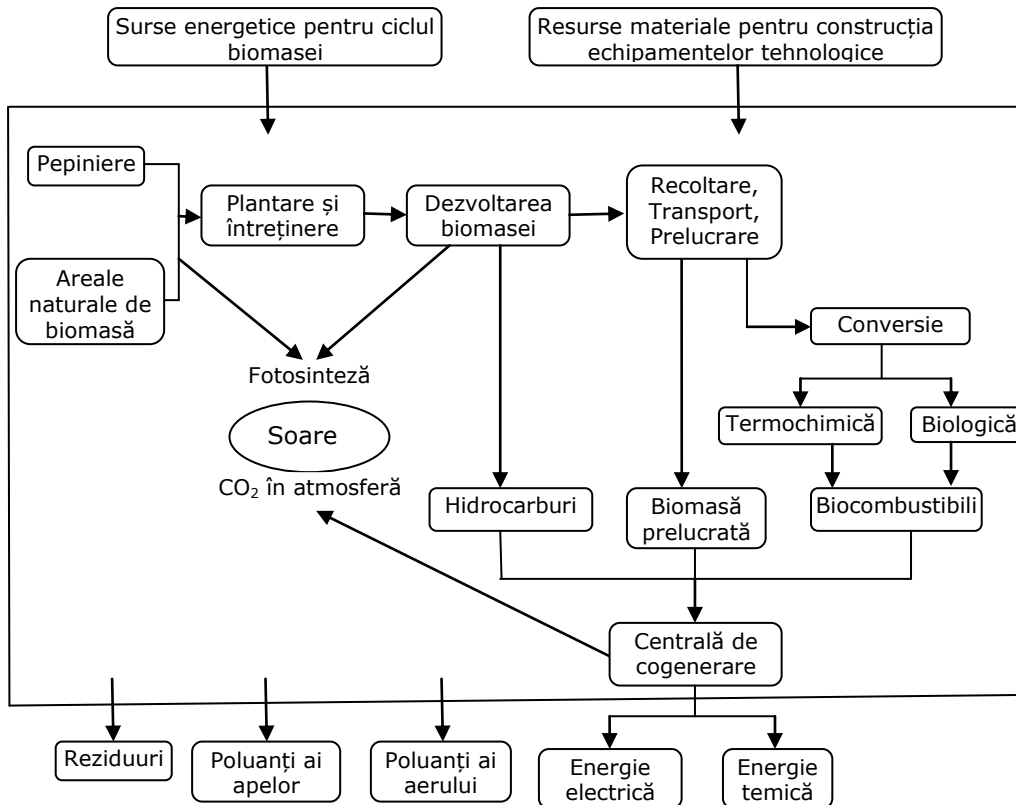 Surse energetice pentru ciclul
biomasei
Resurse materiale pentru construcția
echipamentelor tehnologice
Pepiniere
Plantare și
întreținere
Dezvoltarea
biomasei
Recoltare,
Transport,
Prelucrare
Areale
naturale de
biomasă
Conversie
Fotosinteză
Termochimică
Biologică
Soare
CO₂ în atmosferă
Hidrocarburi
Biomasă
prelucrată
Biocombustibili
Centrală de
cogenerare
Reziduuri
Poluanți ai
apelor
Poluanți ai
aerului
Energie
electrică
Energie
temică